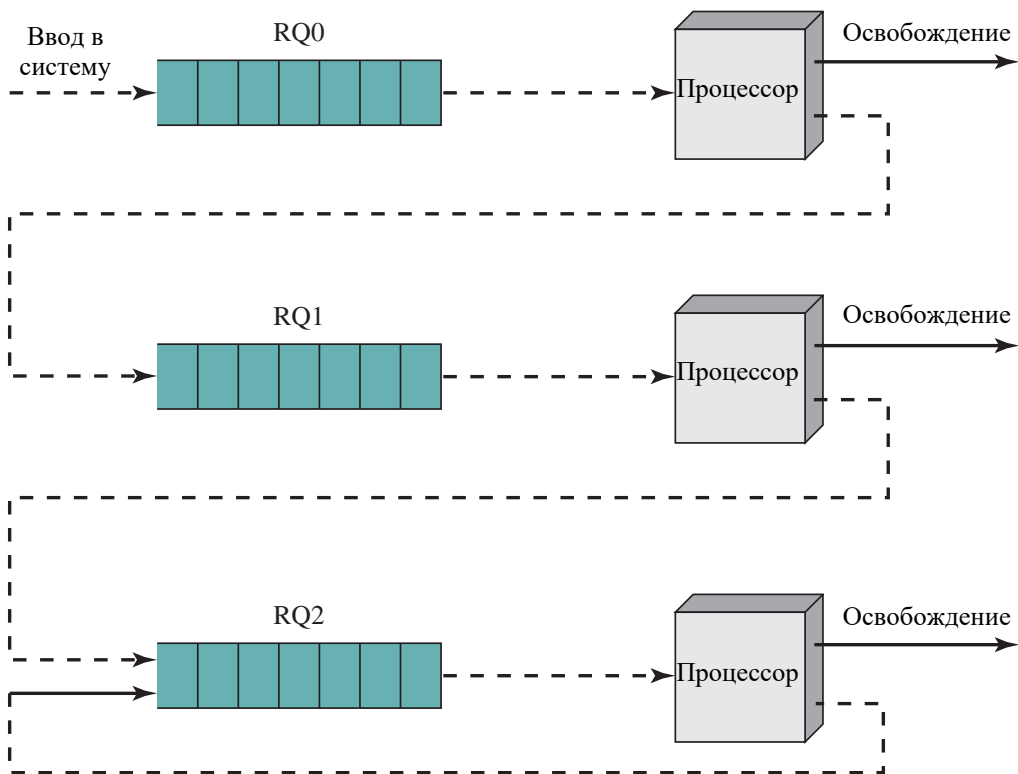 Ввод в
систему
RQ0
Процессор
Освобождение
RQ1
Процессор
Освобождение
RQ2
Процессор
Освобождение